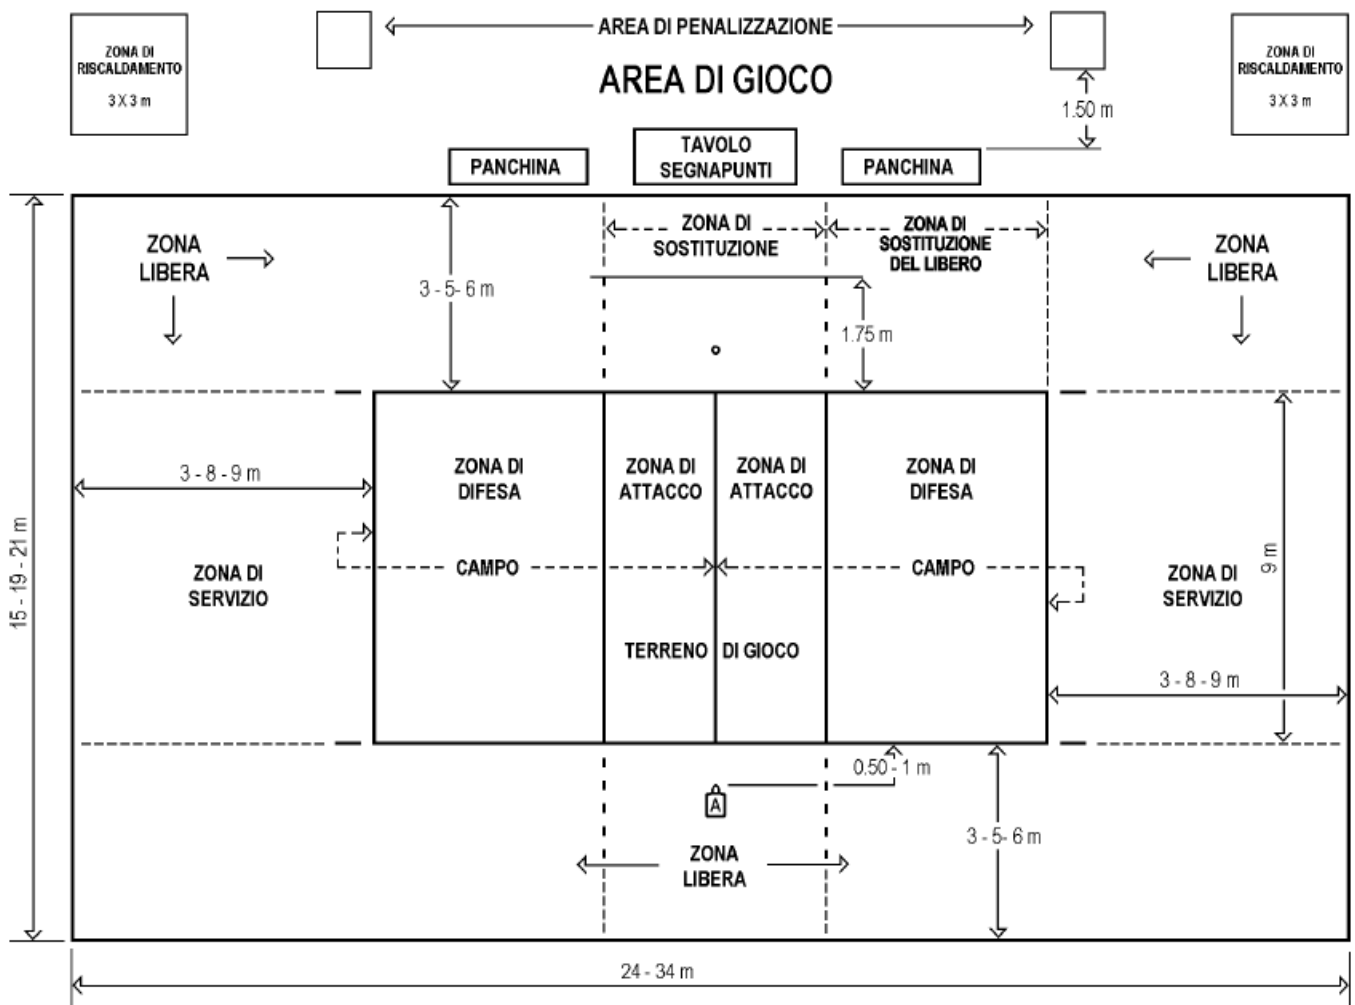 AREA DI PENALIZZAZIONE
ZONA DI
RISCALDAMENTO
3 X 3 m
ZONA DI
RISCALDAMENTO
3 X 3 m
AREA DI GIOCO
1.50 m
PANCHINA
TAVOLO
SEGNAPUNTI
PANCHINA
ZONA
LIBERA
ZONA DI
SOSTITUZIONE
ZONA DI
SOSTITUZIONE
DEL LIBERO
ZONA
LIBERA
3 - 5- 6 m
1.75 m
ZONA DI
DIFESA
ZONA DI
ATTACCO
ZONA DI
ATTACCO
ZONA DI
DIFESA
3 - 8 - 9 m
15 - 19 - 21 m
ZONA DI
SERVIZIO
CAMPO
CAMPO
9 m
ZONA DI
SERVIZIO
TERRENO DI GIOCO
3 - 8 - 9 m
0.50 - 1 m
A
3 - 5- 6 m
ZONA
LIBERA
24 - 34 m